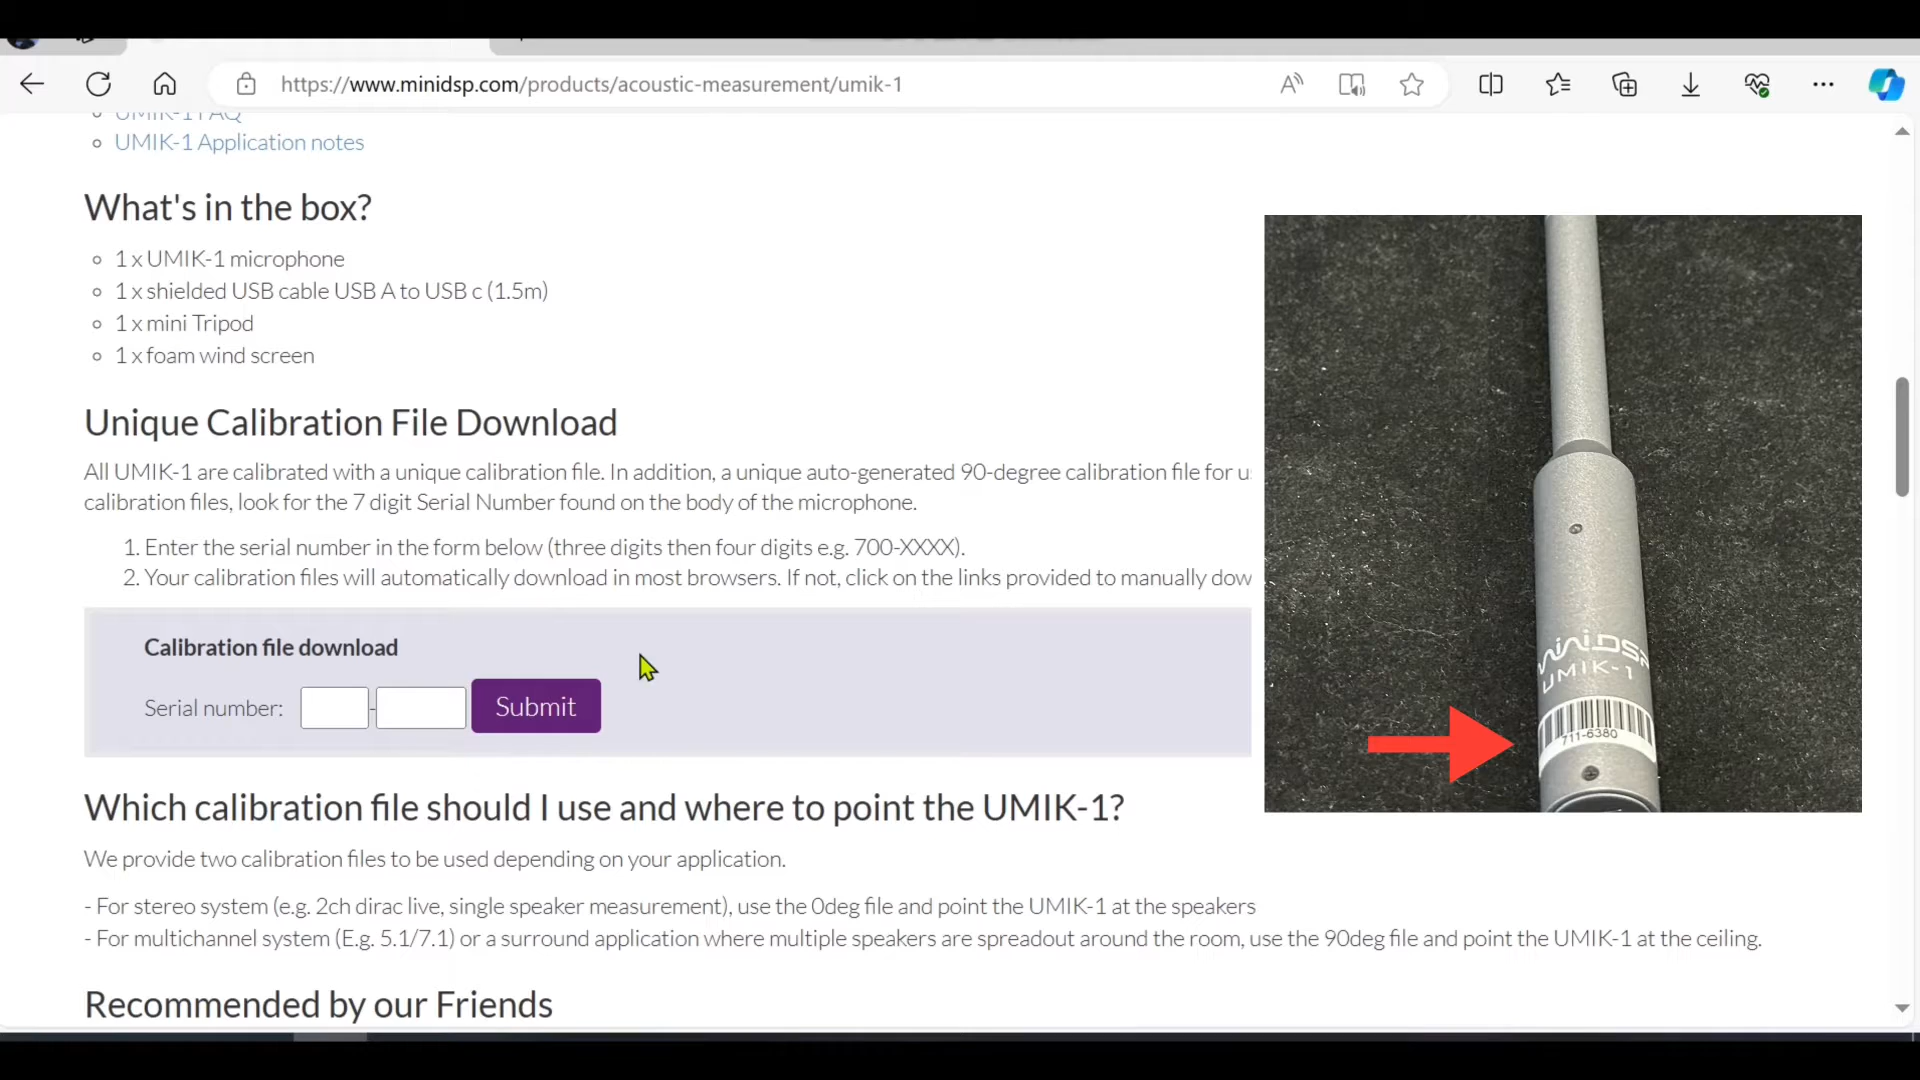 https://www.minidsp.com/products/acoustic-measurement/umik-1
UMIK-1 FAQ
UMIK-1 Application notes
What's in the box?
1 x UMIK-1 microphone
1 x shielded USB cable USB A to USB c (1.5m)
1 x mini Tripod
1 x foam wind screen
Unique Calibration File Download
All UMIK-1 are calibrated with a unique calibration file. In addition, a unique auto-generated 90-degree calibration file for
calibration files, look for the 7 digit Serial Number found on the body of the microphone.
1. Enter the serial number in the form below (three digits then four digits e.g. 700-XXXX).
2. Your calibration files will automatically download in most browsers. If not, click on the links provided to manually
Calibration file download
Serial number: - Submit
miniDSP
UMIK-1
711-6380
Which calibration file should I use and where to point the UMIK-1?
We provide two calibration files to be used depending on your application.
- For stereo system (e.g. 2ch dirac live, single speaker measurement), use the 0deg file and point the UMIK-1 at the speakers
- For multichannel system (E.g. 5.1/7.1) or a surround application where multiple speakers are spreadout around the room, use the 90deg file and point the UMIK-1 at the ceiling.
Recommended by our Friends